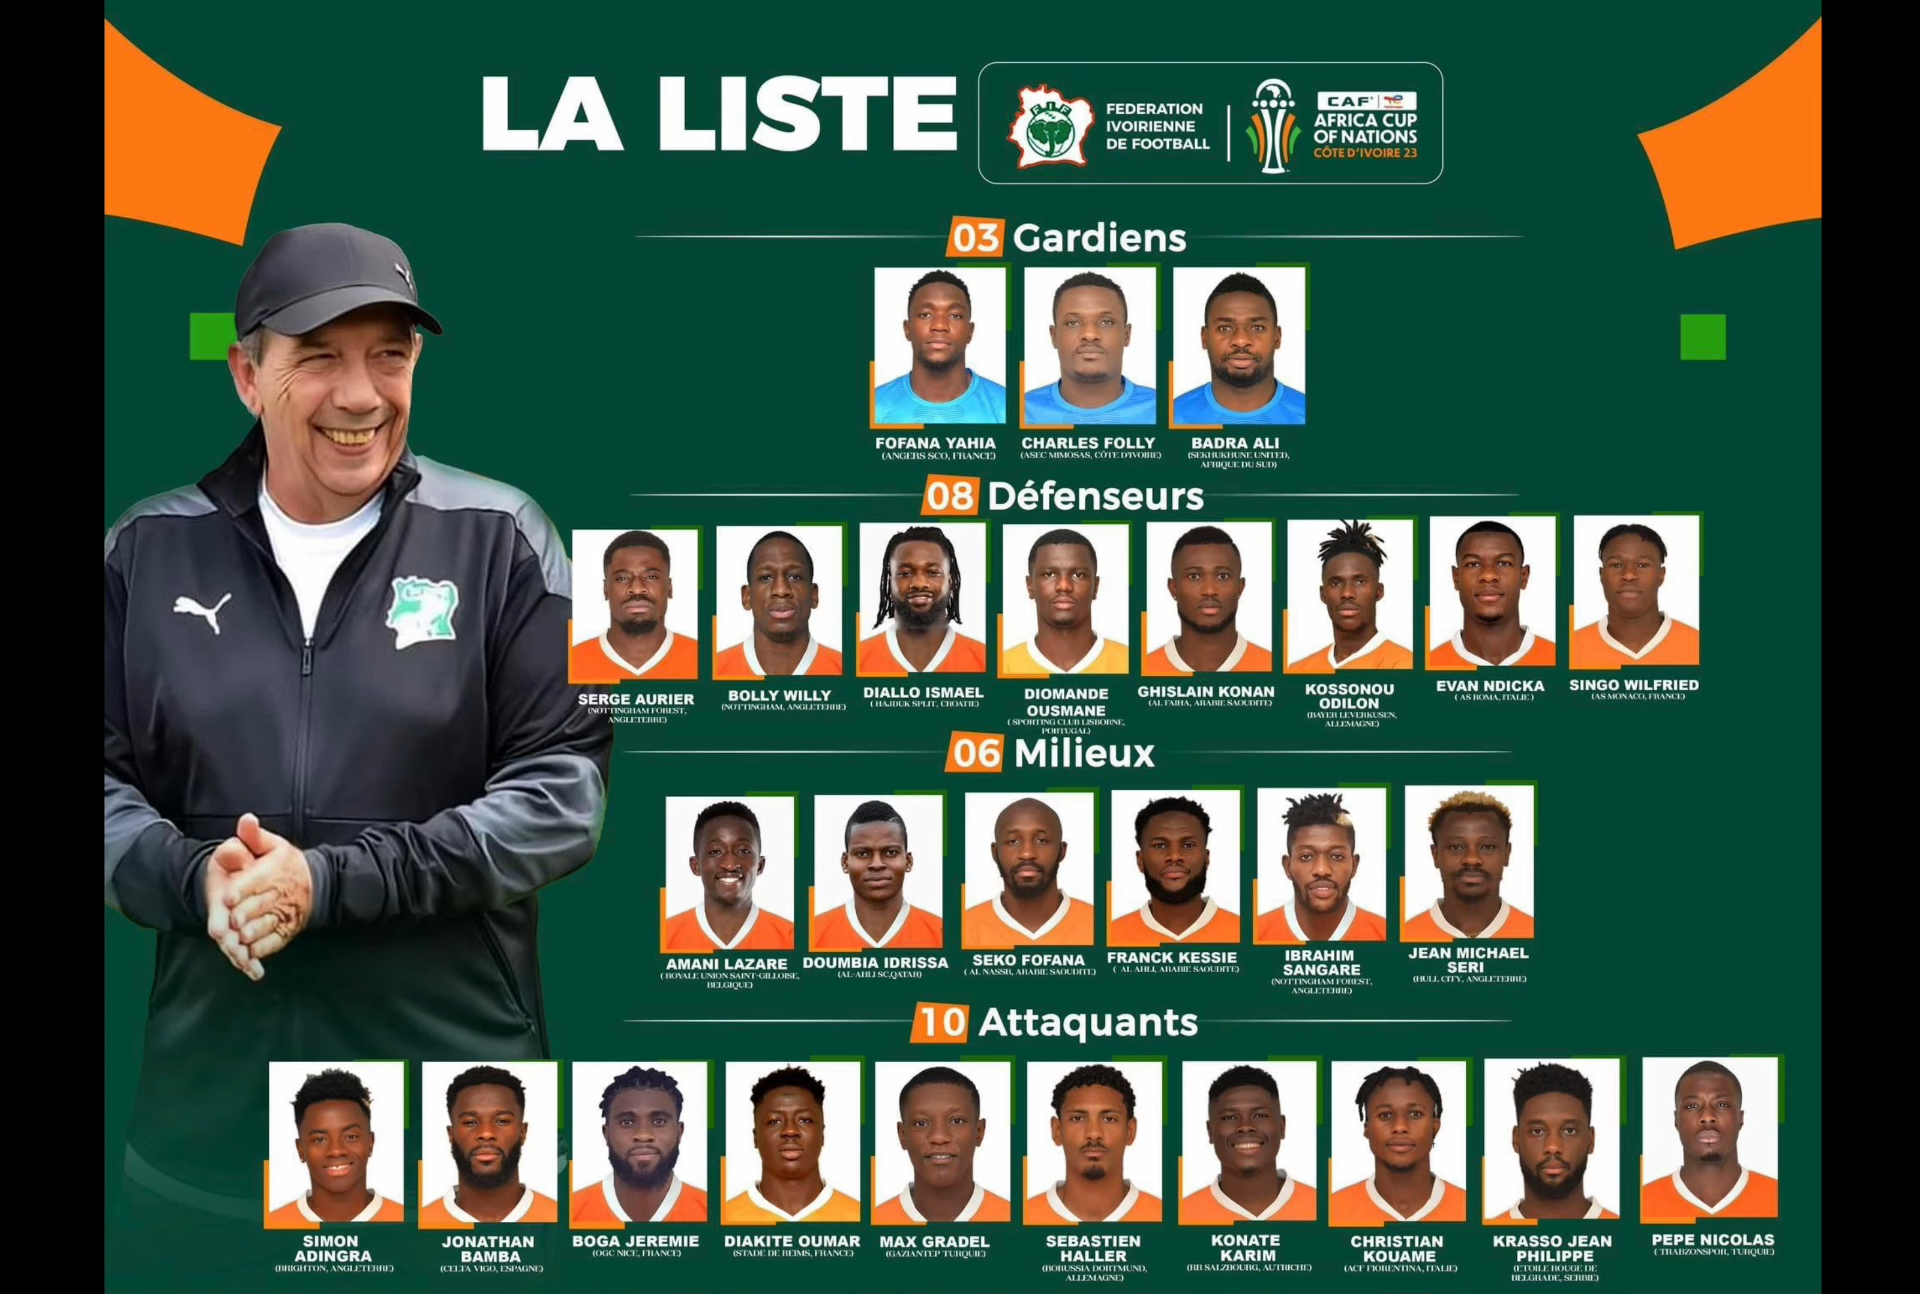 LA LISTE
F.I.F
FEDERATION
IVOIRIENNE
DE FOOTBALL
CAF
AFRICA CUP
OF NATIONS
CÔTE D'IVOIRE 23
03 Gardiens
FOFANA YAHIA
(ANGERS SCO, FRANCE)
CHARLES FOLLY
(ASEC MIMOSAS, CÔTE D'IVOIRE)
BADRA ALI
(SEKHUKHUNE UNITED,
AFRIQUE DU SUD)
08 Défenseurs
SERGE AURIER
(NOTTINGHAM FOREST,
ANGLETERRE)
BOLLY WILLY
(NOTTINGHAM, ANGLETERRE)
DIALLO ISMAEL
( HAJDUK SPLIT, CROATIE)
DIOMANDE
OUSMANE
( SPORTING CLUB LISBORNE,
PORTUGAL)
GHISLAIN KONAN
(AL FAIHA, ARABIE SAOUDITE)
KOSSONOU
ODILON
(BAYER LEVERKUSEN,
ALLEMAGNE)
EVAN NDICKA
( AS ROMA, ITALIE )
SINGO WILFRIED
(AS MONACO, FRANCE)
06 Milieux
AMANI LAZARE
( ROYALE UNION SAINT-GILLOISE,
BELGIQUE)
DOUMBIA IDRISSA
(AL-AHLI SC,QATAR)
SEKO FOFANA
( AL NASSR, ARABIE SAOUDITE)
FRANCK KESSIE
( AL AHLI, ARABIE SAOUDITE)
IBRAHIM
SANGARE
(NOTTINGHAM FOREST,
ANGLETERRE)
JEAN MICHAEL
SERI
(HULL CITY, ANGLETERRE)
10 Attaquants
SIMON
ADINGRA
(BRIGHTON, ANGLETERRE)
JONATHAN
BAMBA
(CELTA VIGO, ESPAGNE)
BOGA JEREMIE
(OGC NICE, FRANCE)
DIAKITE OUMAR
(STADE DE REIMS, FRANCE)
MAX GRADEL
(GAZIANTEP TURQUIE)
SEBASTIEN
HALLER
(BORUSSIA DORTMUND,
ALLEMAGNE)
KONATE
KARIM
(RB SALZBOURG, AUTRICHE)
CHRISTIAN
KOUAME
(ACF FIORENTINA, ITALIE)
KRASSO JEAN
PHILIPPE
(ETOILE ROUGE DE
BELGRADE, SERBIE)
PEPE NICOLAS
( TRABZONSPOR, TURQUIE)